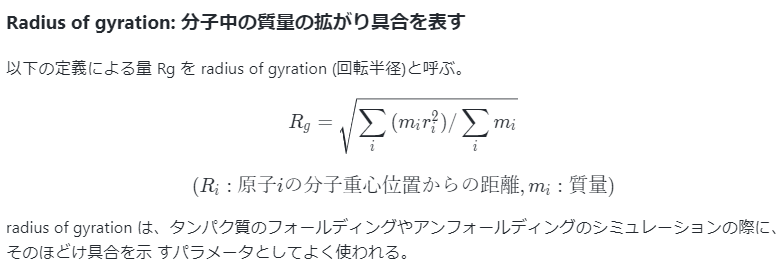 Radius of gyration: 分子中の質量の拡がり具合を表す
以下の定義による量 Rg を radius of gyration (回転半径)と呼ぶ。
R_g = √(∑_i (m_i r_i^2) / ∑_i m_i)
(R_i : 原子iの分子重心位置からの距離, m_i : 質量)
radius of gyration は、タンパク質のフォールディングやアンフォールディングのシミュレーションの際に、
そのほどけ具合を示 すパラメータとしてよく使われる。